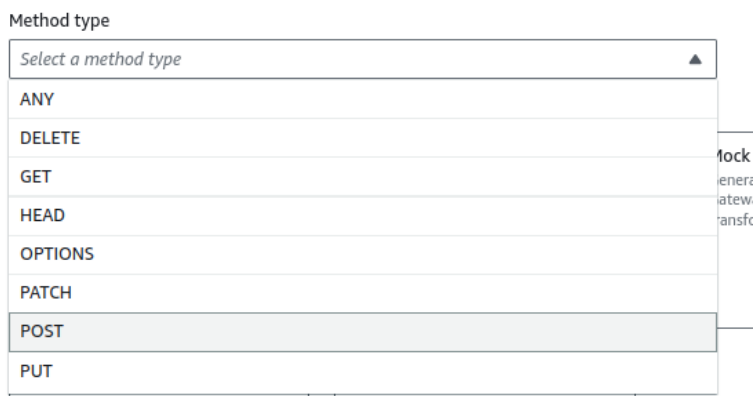 Method type
Select a method type
ANY
DELETE
GET
HEAD
OPTIONS
PATCH
POST
PUT
Mock